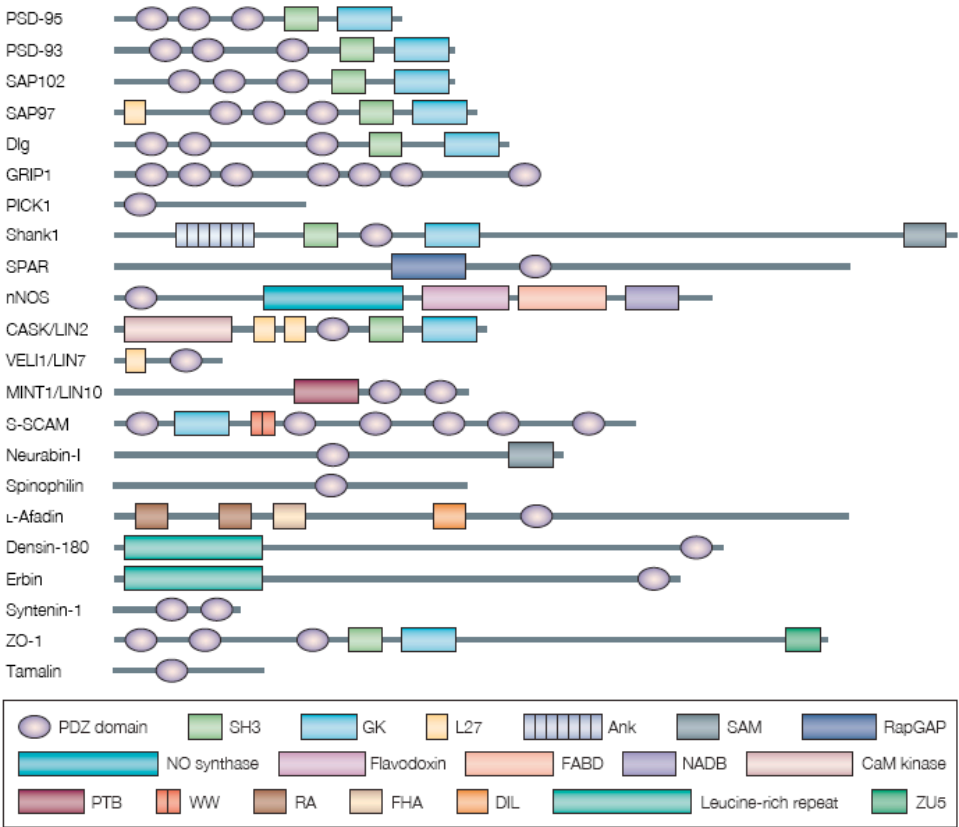 PSD-95
PSD-93
SAP102
SAP97
Dlg
GRIP1
PICK1
Shank1
SPAR
nNOS
CASK/LIN2
VELI1/LIN7
MINT1/LIN10
S-SCAM
Neurabin-I
Spinophilin
L-Afadin
Densin-180
Erbin
Syntenin-1
ZO-1
Tamalin
PDZ domain SH3 GK L27 Ank SAM RapGAP
NO synthase Flavodoxin FABD NADB CaM kinase
PTB WW RA FHA DIL Leucine-rich repeat ZU5